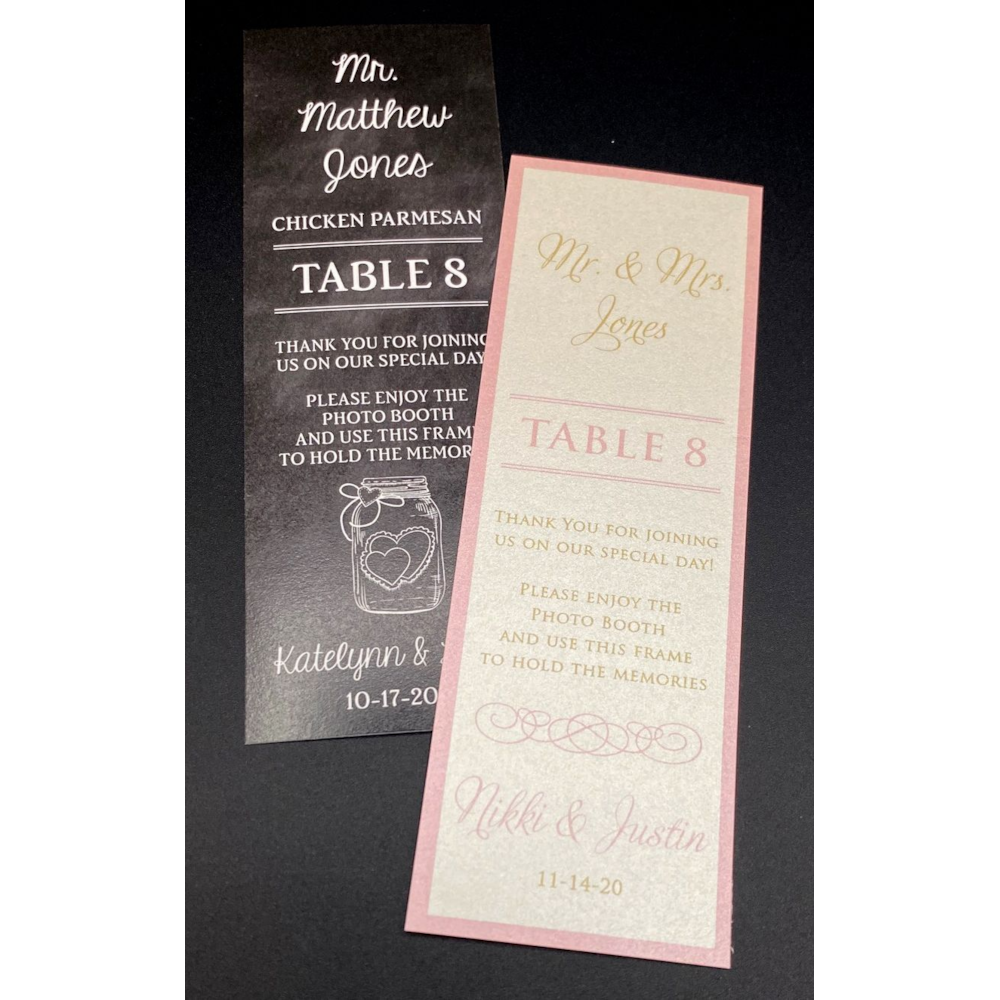 Mr.
Matthew
Jones
CHICKEN PARMESAN
TABLE 8
THANK YOU FOR JOINING
US ON OUR SPECIAL DAY
PLEASE ENJOY THE
PHOTO BOOTH
AND USE THIS FRAME
TO HOLD THE MEMOR
Katelynn &
10-17-20
Mr. & Mrs.
Jones
TABLE 8
THANK YOU FOR JOINING
US ON OUR SPECIAL DAY!
PLEASE ENJOY THE
PHOTO BOOTH
AND USE THIS FRAME
TO HOLD THE MEMORIES
Nikki & Justin
11-14-20